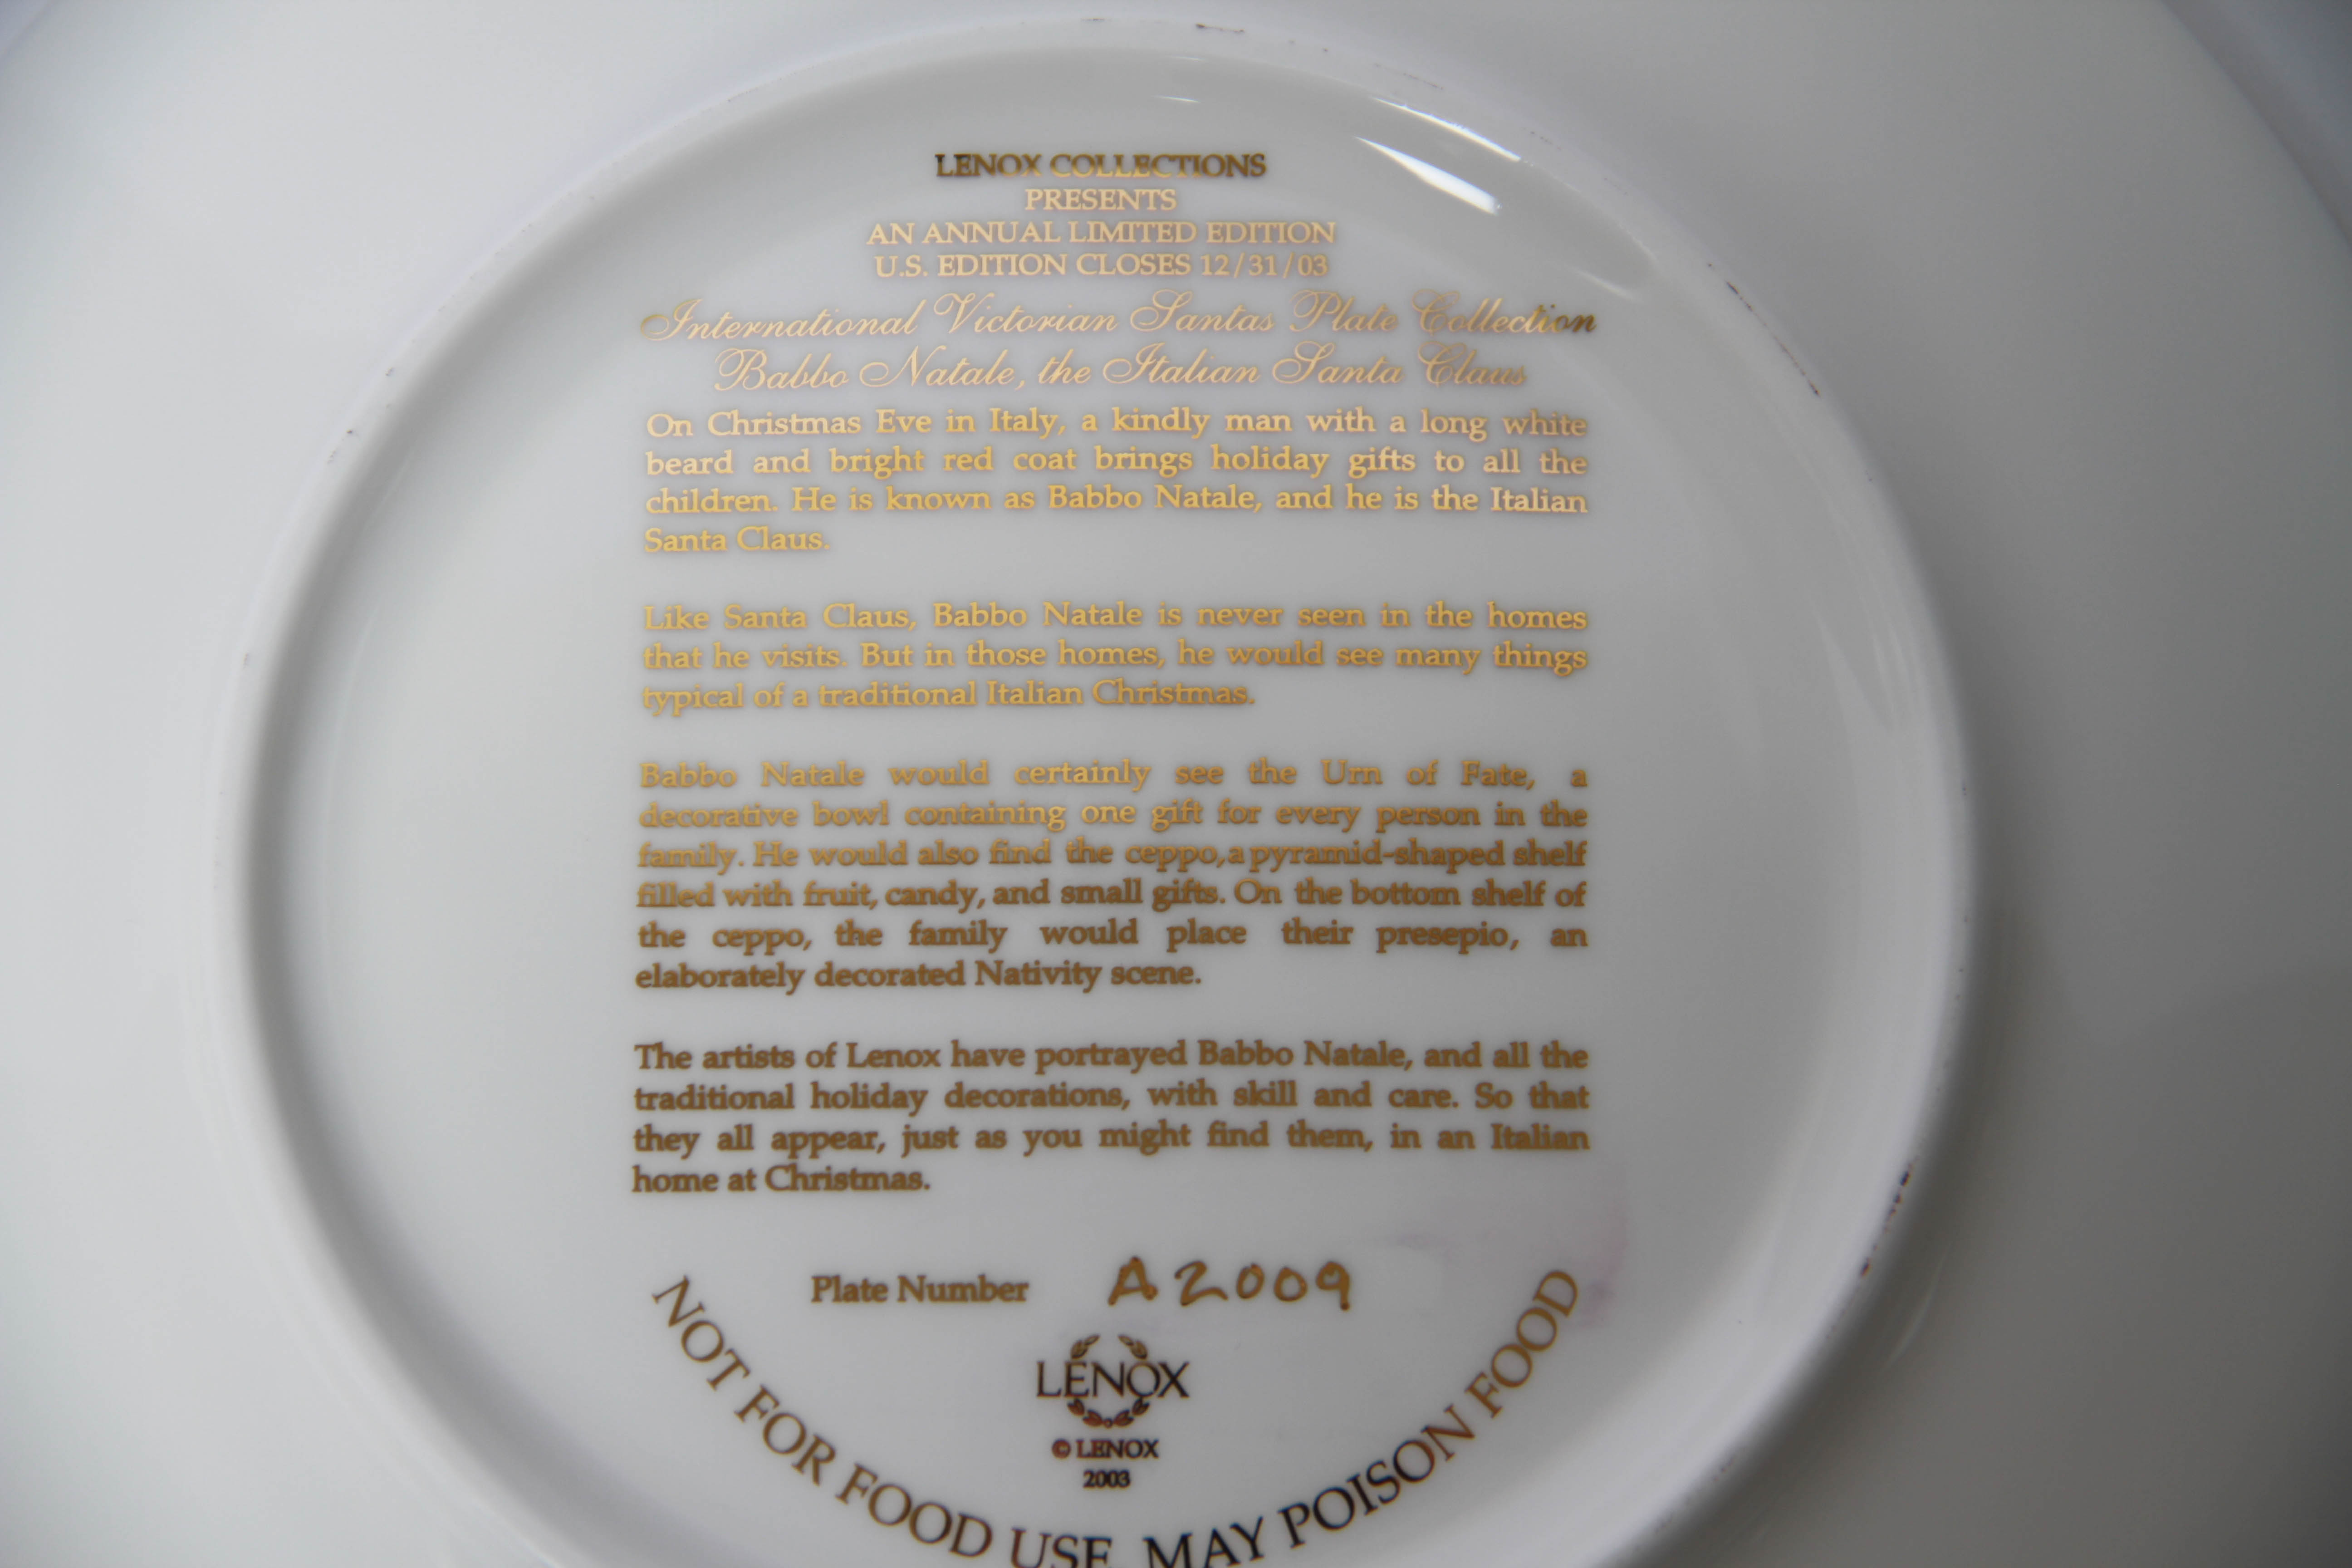 LENOX COLLECTIONS
PRESENTS
AN ANNUAL LIMITED EDITION
U.S. EDITION CLOSES 12/31/03
International Victorian Santas Plate Collection
Babbo Natale, the Italian Santa Claus
On Christmas Eve in Italy, a kindly man with a long white
beard and bright red coat brings holiday gifts to all the
children. He is known as Babbo Natale, and he is the Italian
Santa Claus.
Like Santa Claus, Babbo Natale is never seen in the homes
that he visits. But in those homes, he would see many things
typical of a traditional Italian Christmas.
Babbo Natale would certainly see the Urn of Fate, a
decorative bowl containing one gift for every person in the
family. He would also find the ceppo, a pyramid-shaped shelf
filled with fruit, candy, and small gifts. On the bottom shelf of
the ceppo, the family would place their presepio, an
elaborately decorated Nativity scene.
The artists of Lenox have portrayed Babbo Natale, and all the
traditional holiday decorations, with skill and care. So that
they all appear, just as you might find them, in an Italian
home at Christmas.
Plate Number A2009
LENOX
© LENOX
2003
NOT FOR FOOD USE MAY POISON FOOD